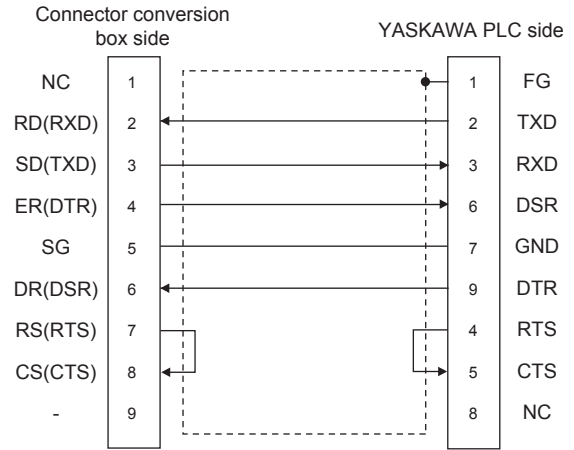 Connector conversion
box side
YASKAWA PLC side
NC 1 1 FG
RD(RXD) 2 2 TXD
SD(TXD) 3 3 RXD
ER(DTR) 4 6 DSR
SG 5 7 GND
DR(DSR) 6 9 DTR
RS(RTS) 7 4 RTS
CS(CTS) 8 5 CTS
- 9 8 NC